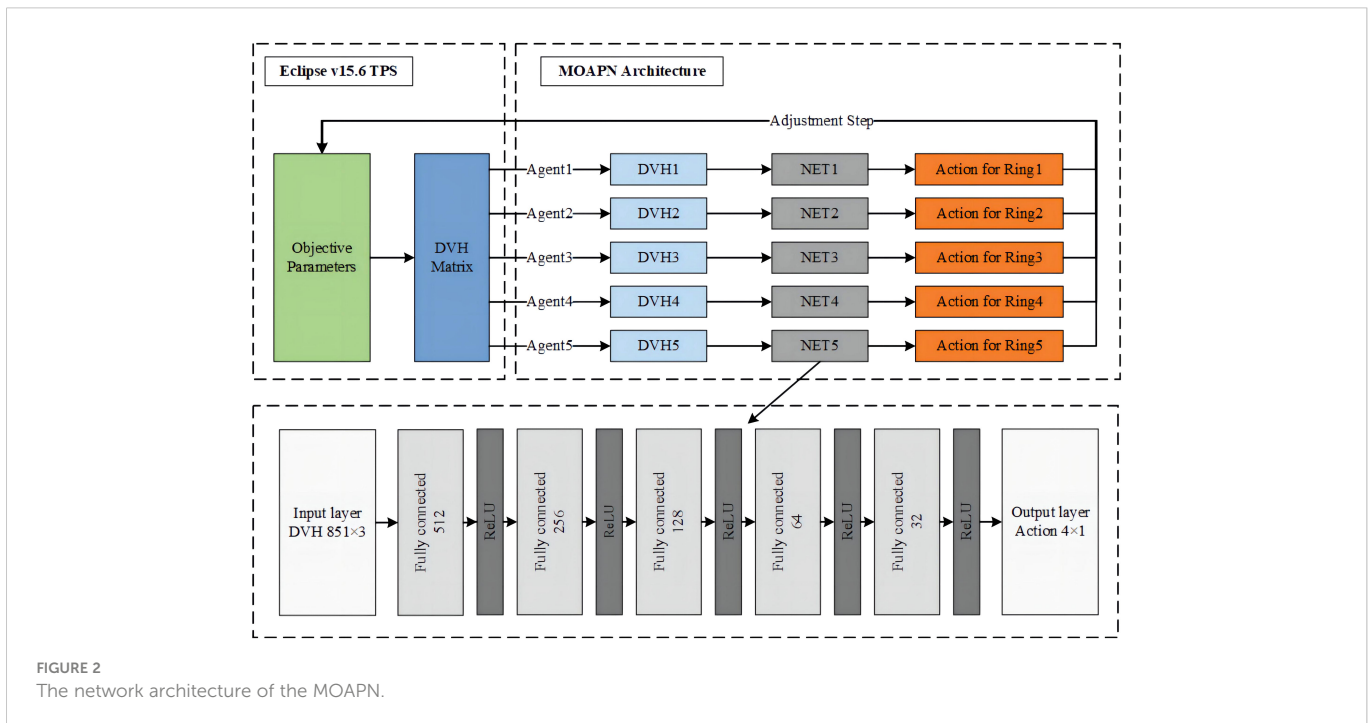 Eclipse v15.6 TPS
MOAPN Architecture
Adjustment Step
Objective
Parameters
DVH
Matrix
Agent1
DVH1
NET1
Action for Ring1
Agent2
DVH2
NET2
Action for Ring2
Agent3
DVH3
NET3
Action for Ring3
Agent4
DVH4
NET4
Action for Ring4
Agent5
DVH5
NET5
Action for Ring5
Input layer
DVH 851×3
Fully connected
512
ReLU
Fully connected
256
ReLU
Fully connected
128
ReLU
Fully connected
64
ReLU
Fully connected
32
ReLU
Output layer
Action 4×1
FIGURE 2
The network architecture of the MOAPN.